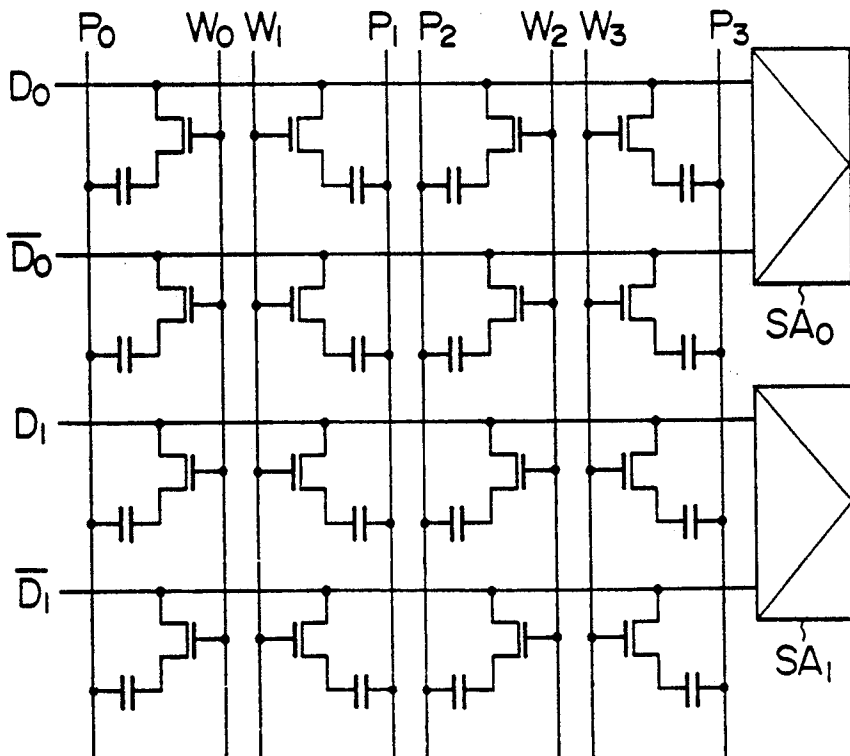 P₀ W₀ W₁ P₁ P₂ W₂ W₃ P₃
D₀
D̅₀
SA₀
D₁
D̅₁
SA₁